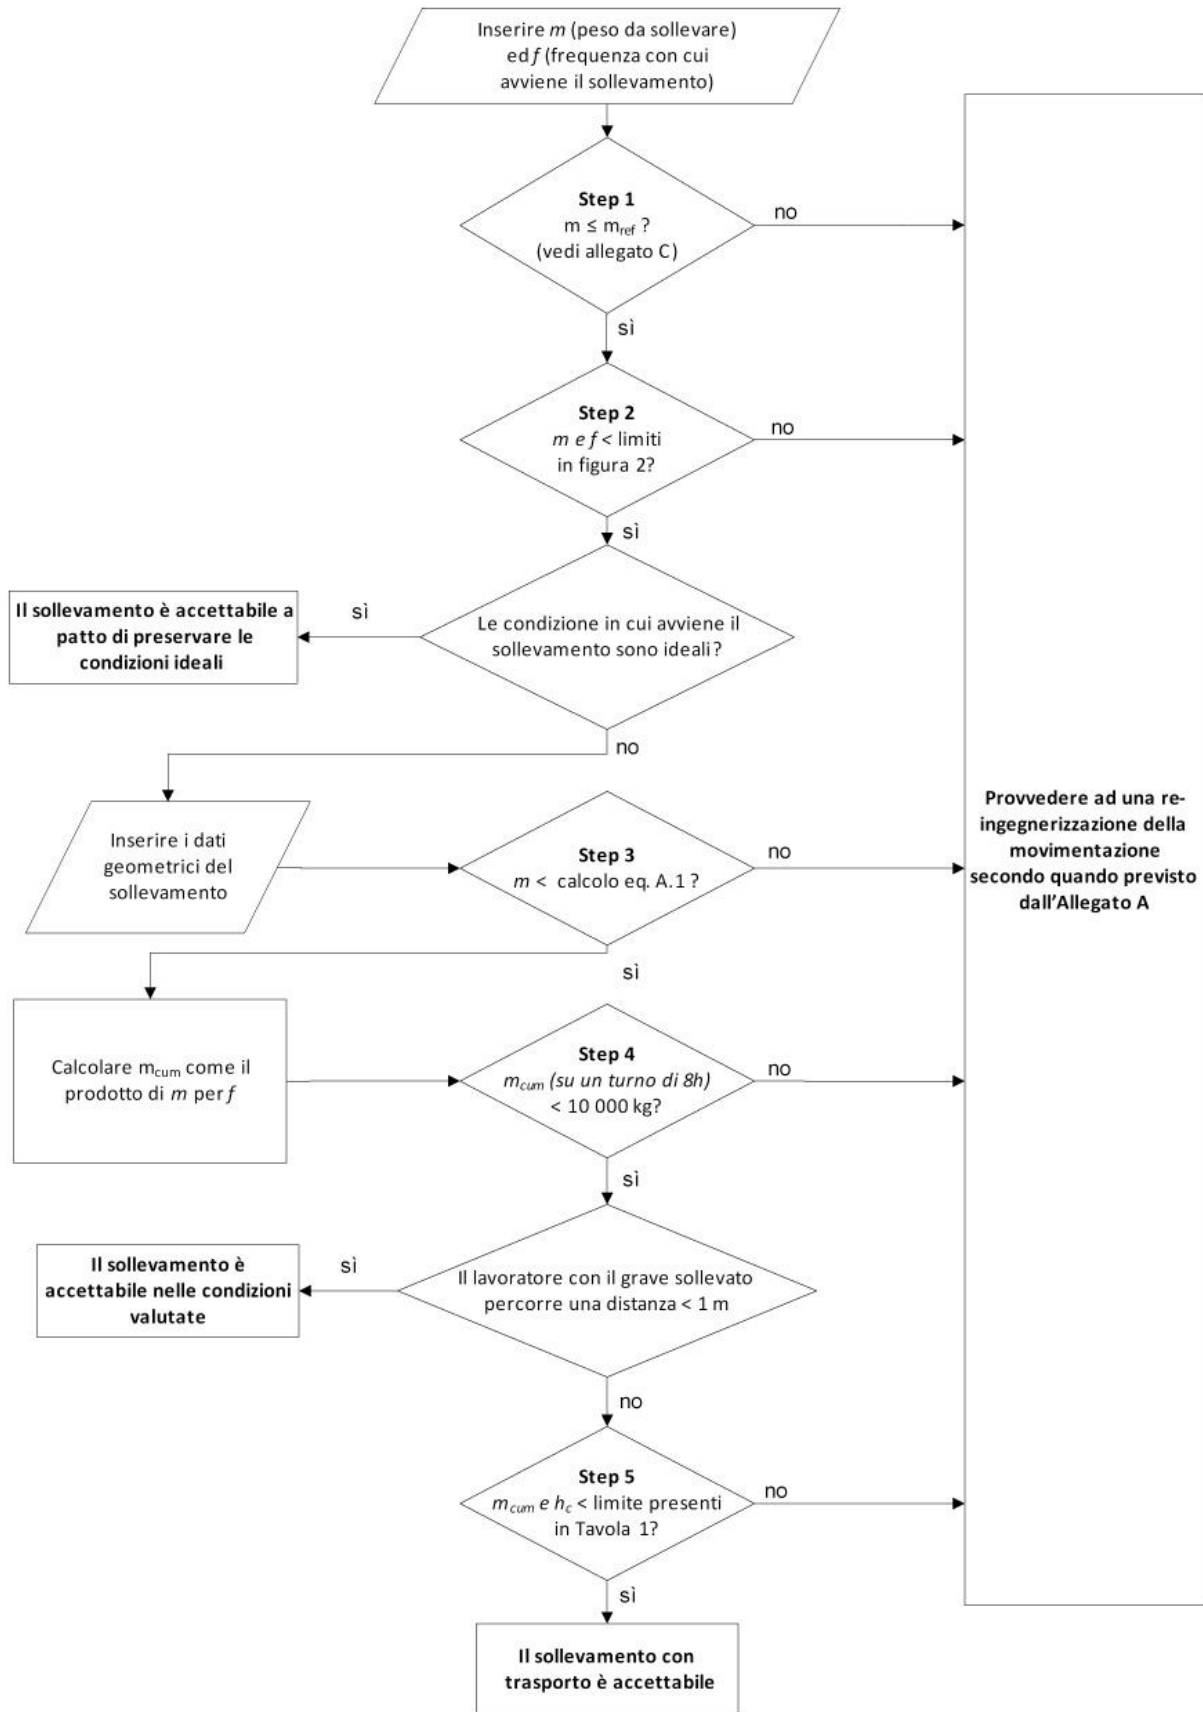 Inserire m (peso da sollevare)
ed f (frequenza con cui
avviene il sollevamento)
Step 1
m ≤ mref ?
(vedi allegato C)
no
sì
Step 2
m e f < limiti
in figura 2?
no
sì
Le condizione in cui avviene il
sollevamento sono ideali?
sì
Il sollevamento è accettabile a
patto di preservare le
condizioni ideali
no
Inserire i dati
geometrici del
sollevamento
Step 3
m < calcolo eq. A.1 ?
no
sì
Provvedere ad una re-
ingegnerizzazione della
movimentazione
secondo quando previsto
dall'Allegato A
Calcolare mcum come il
prodotto di m per f
Step 4
mcum (su un turno di 8h)
< 10 000 kg?
no
sì
Il lavoratore con il grave sollevato
percorre una distanza < 1 m
sì
Il sollevamento è
accettabile nelle condizioni
valutate
no
Step 5
mcum e hc < limite presenti
in Tavola 1?
no
sì
Il sollevamento con
trasporto è accettabile